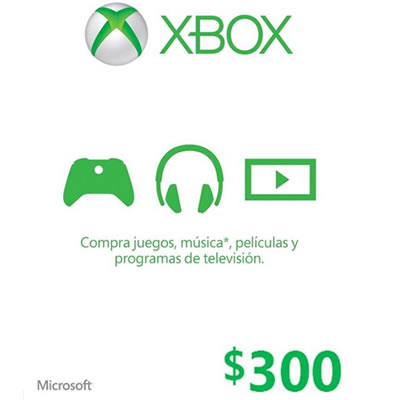 XBOX
Compra juegos, música*, películas y
programas de televisión.
$300
Microsoft